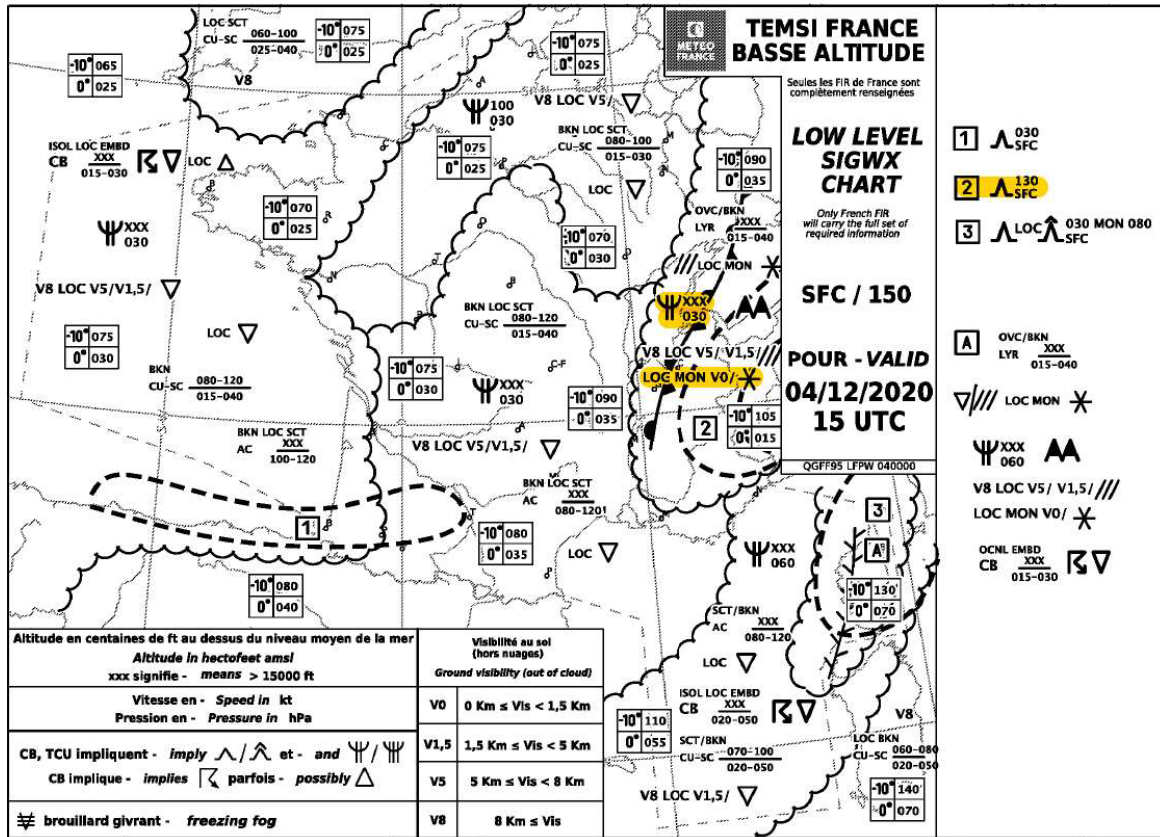 METEO
FRANCE
TEMSI FRANCE
BASSE ALTITUDE
Seules les FIR de France sont
complètement renseignées
LOW LEVEL
SIGWX
CHART
Only French FIR
will carry the full set of
required information
SFC / 150
POUR - VALID
04/12/2020
15 UTC
QGFF95 LFPW 040000
LOC SCT
CU-SC 060-100
025-040
V8
-10° 075
0° 025
-10° 065
0° 025
-10° 075
0° 025
100
030
V8 LOC V5/
BKN LOC SCT
CU-SC 080-100
015-030
LOC
-10° 075
0° 025
ISOL LOC EMBD
CB XXX
015-030
LOC
-10° 070
0° 025
XXX
030
V8 LOC V5/V1,5/
-10° 090
0° 035
OVC/BKN
LYR XXX
015-040
LOC MON
-10° 070
0° 030
XXX
030
V8 LOC V5/ V1,5/
LOC MON V0/
2
-10° 105
0° 015
-10° 075
0° 030
LOC
BKN
CU-SC 080-120
015-040
BKN LOC SCT
CU-SC 080-120
015-040
-10° 075
0° 030
XXX
030
C-F
-10° 090
0° 035
V8 LOC V5/V1,5/
BKN LOC SCT
AC XXX
100-120
BKN LOC SCT
AC XXX
080-120
1
-10° 080
0° 035
LOC
-10° 080
0° 040
XXX
060
3
A
-10° 130
0° 070
SCT/BKN
AC XXX
080-120
LOC
ISOL LOC EMBD
CB XXX
020-050
-10° 110
0° 055
SCT/BKN
CU-SC 070-100
020-050
V8 LOC V1,5/
V8
LOC BKN
CU-SC 060-080
020-050
-10° 140
0° 070
1 030
SFC
2 130
SFC
3 LOC 030 MON 080
SFC
A OVC/BKN
LYR XXX
015-040
LOC MON
XXX
060
V8 LOC V5/ V1,5/
LOC MON V0/
OCNL EMBD
CB XXX
015-030
Altitude en centaines de ft au dessus du niveau moyen de la mer
Altitude in hectofeet amsl
xxx signifie - means > 15000 ft
Vitesse en - Speed in kt
Pression en - Pressure in hPa
CB, TCU impliquent - imply / et - and /
CB implique - implies parfois - possibly
brouillard givrant - freezing fog
Visibilité au sol
(hors nuages)
Ground visibility (out of cloud)
V0 0 Km ≤ Vis < 1,5 Km
V1,5 1,5 Km ≤ Vis < 5 Km
V5 5 Km ≤ Vis < 8 Km
V8 8 Km ≤ Vis